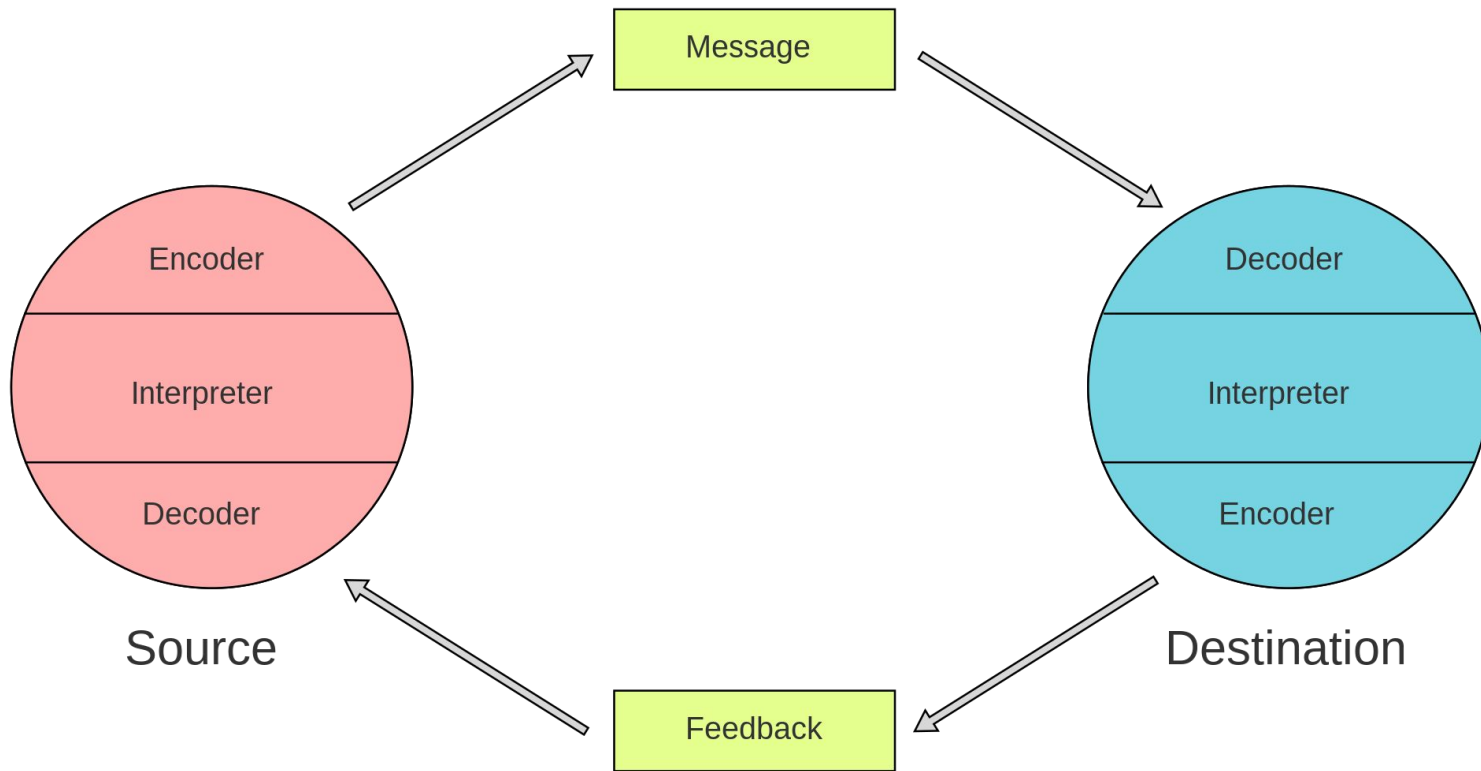 Message
Encoder
Interpreter
Decoder
Source
Decoder
Interpreter
Encoder
Destination
Feedback